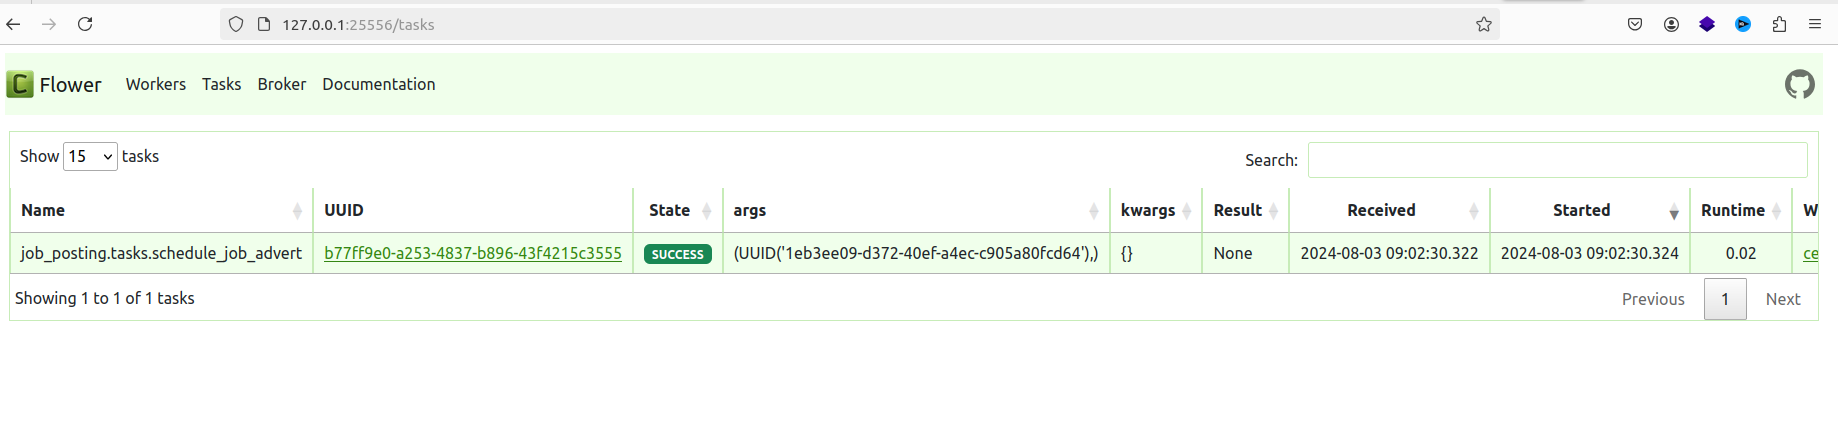 127.0.0.1:25556/tasks
C Flower Workers Tasks Broker Documentation
Show 15 tasks
Search:
Name UUID State args kwargs Result Received Started Runtime W
job_posting.tasks.schedule_job_advert b77ff9e0-a253-4837-b896-43f4215c3555 SUCCESS (UUID('1eb3ee09-d372-40ef-a4ec-c905a80fcd64'),) {} None 2024-08-03 09:02:30.322 2024-08-03 09:02:30.324 0.02 ce
Showing 1 to 1 of 1 tasks
Previous 1 Next